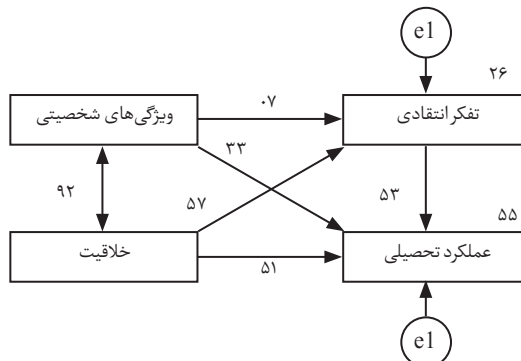 e1
۲۶
ویژگی‌های شخصیتی
۰۷
تفکر انتقادی
۳۳
۹۲
۵۷
۵۳
۵۵
خلاقیت
۵۱
عملکرد تحصیلی
e1